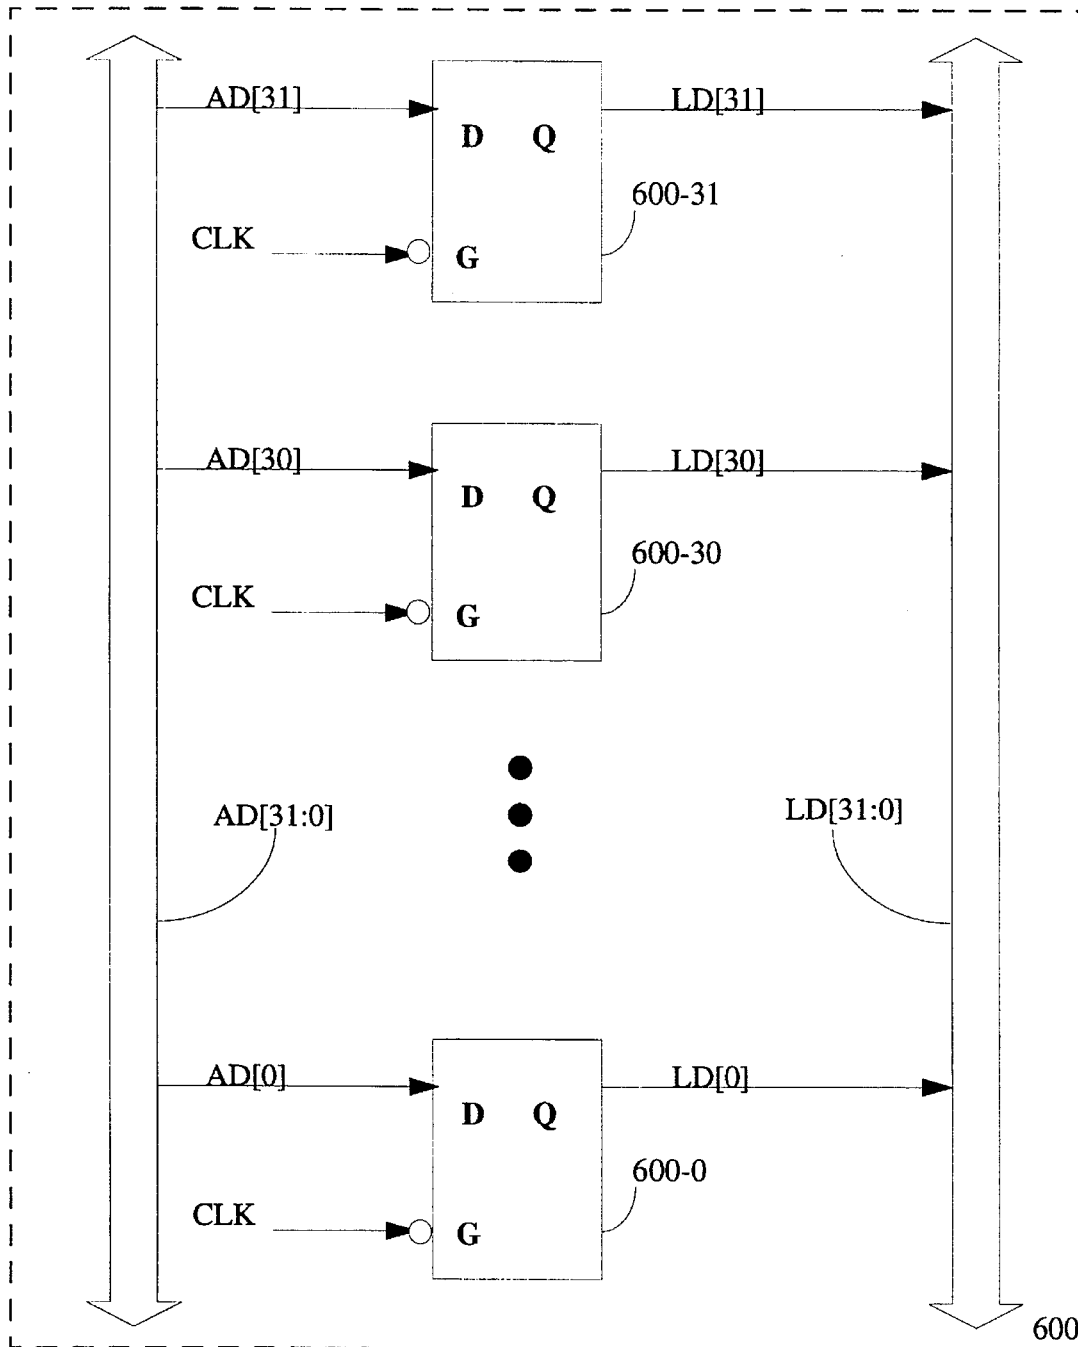 AD[31]
LD[31]
D Q
600-31
CLK
G
AD[30]
LD[30]
D Q
600-30
CLK
G
AD[31:0]
LD[31:0]
AD[0]
LD[0]
D Q
600-0
CLK
G
600